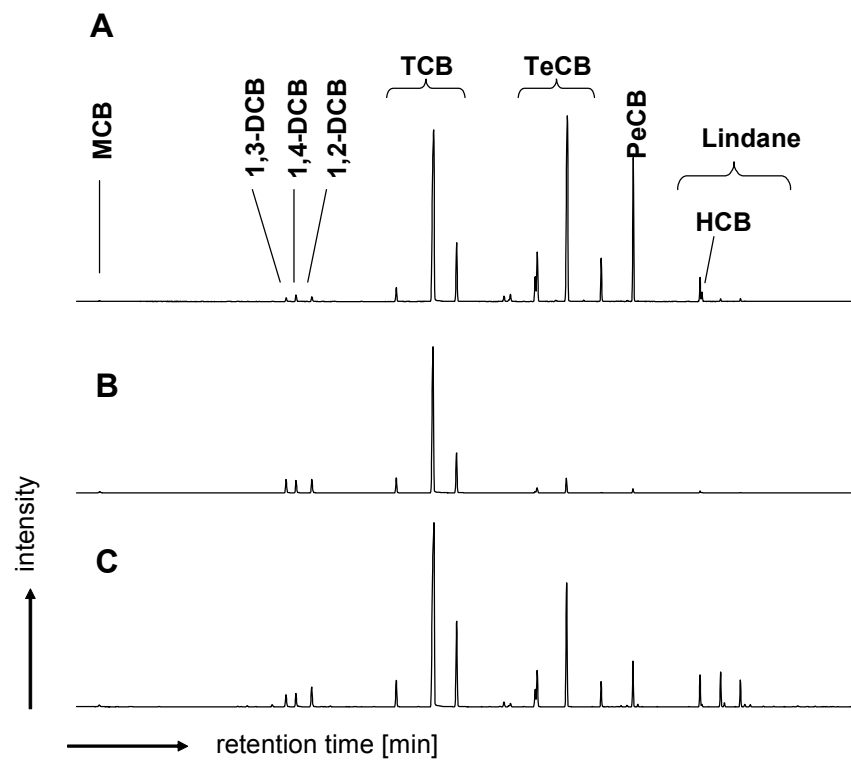 A
MCB
1,3-DCB
1,4-DCB
1,2-DCB
TCB
TeCB
PeCB
Lindane
HCB
B
C
intensity
retention time [min]